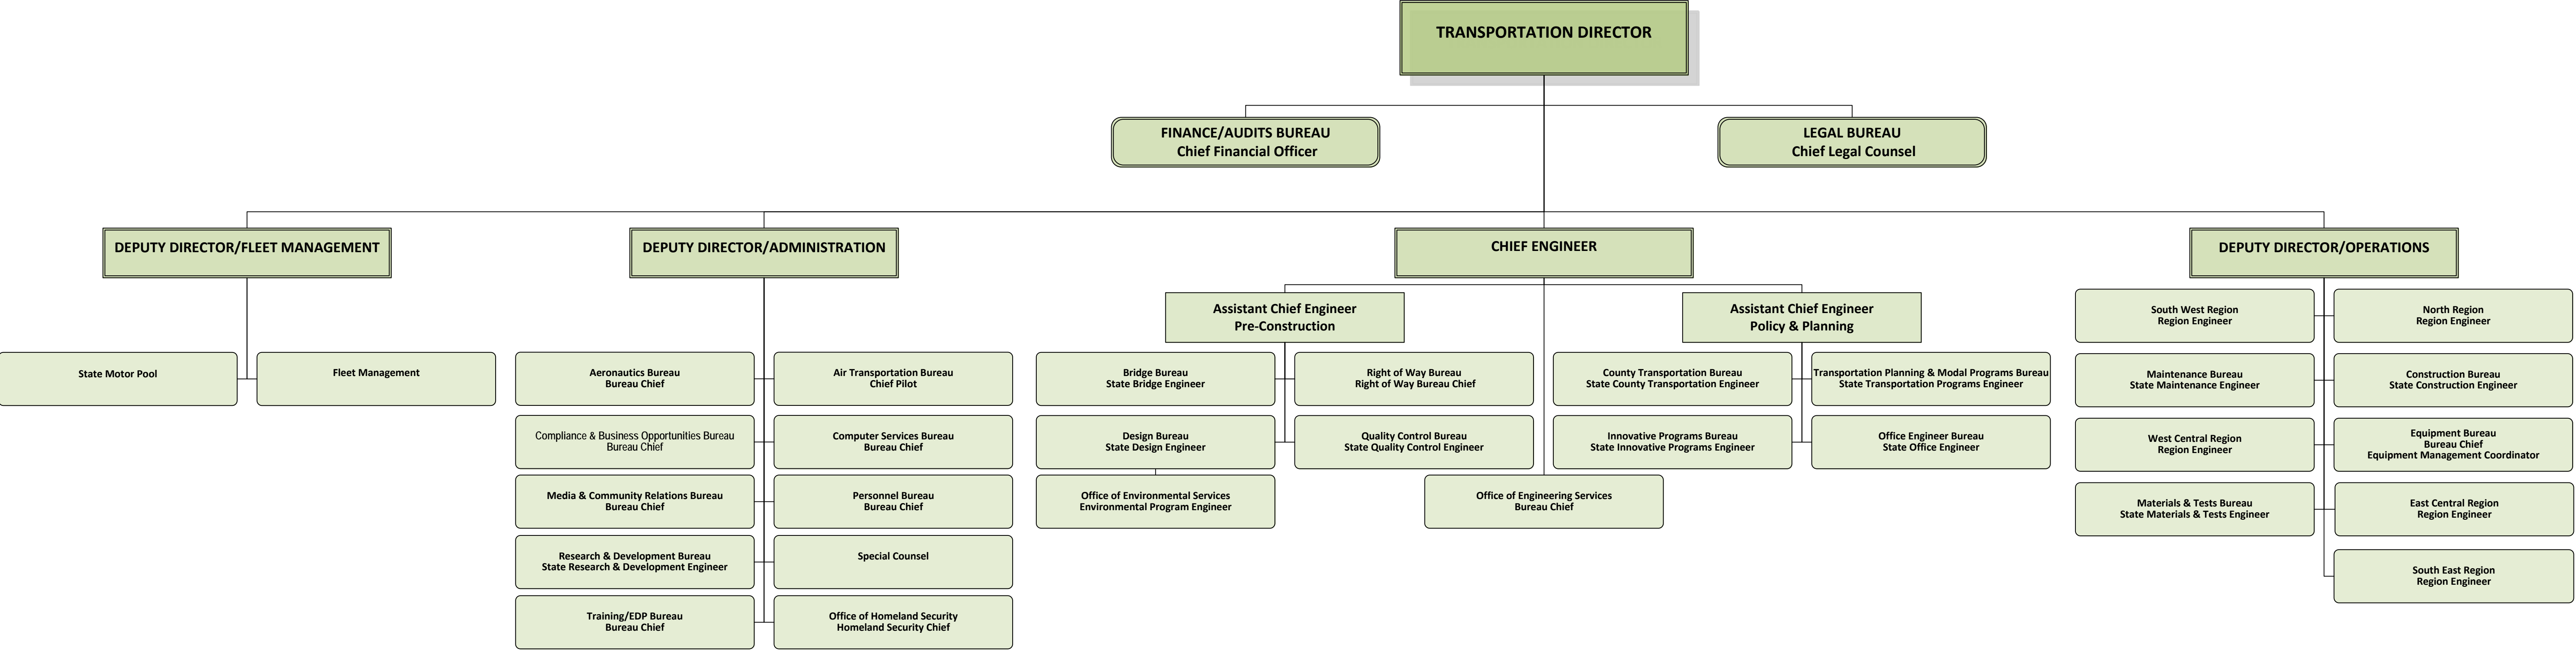 TRANSPORTATION DIRECTOR
FINANCE/AUDITS BUREAU
Chief Financial Officer
LEGAL BUREAU
Chief Legal Counsel
DEPUTY DIRECTOR/FLEET MANAGEMENT
DEPUTY DIRECTOR/ADMINISTRATION
CHIEF ENGINEER
DEPUTY DIRECTOR/OPERATIONS
State Motor Pool
Fleet Management
Aeronautics Bureau
Bureau Chief
Air Transportation Bureau
Chief Pilot
Compliance & Business Opportunities Bureau
Bureau Chief
Computer Services Bureau
Bureau Chief
Media & Community Relations Bureau
Bureau Chief
Personnel Bureau
Bureau Chief
Research & Development Bureau
State Research & Development Engineer
Special Counsel
Training/EDP Bureau
Bureau Chief
Office of Homeland Security
Homeland Security Chief
Assistant Chief Engineer
Pre-Construction
Bridge Bureau
State Bridge Engineer
Right of Way Bureau
Right of Way Bureau Chief
Design Bureau
State Design Engineer
Quality Control Bureau
State Quality Control Engineer
Office of Environmental Services
Environmental Program Engineer
Office of Engineering Services
Bureau Chief
Assistant Chief Engineer
Policy & Planning
County Transportation Bureau
State County Transportation Engineer
Transportation Planning & Modal Programs Bureau
State Transportation Programs Engineer
Innovative Programs Bureau
State Innovative Programs Engineer
Office Engineer Bureau
State Office Engineer
South West Region
Region Engineer
North Region
Region Engineer
Maintenance Bureau
State Maintenance Engineer
Construction Bureau
State Construction Engineer
West Central Region
Region Engineer
Equipment Bureau
Bureau Chief
Equipment Management Coordinator
Materials & Tests Bureau
State Materials & Tests Engineer
East Central Region
Region Engineer
South East Region
Region Engineer